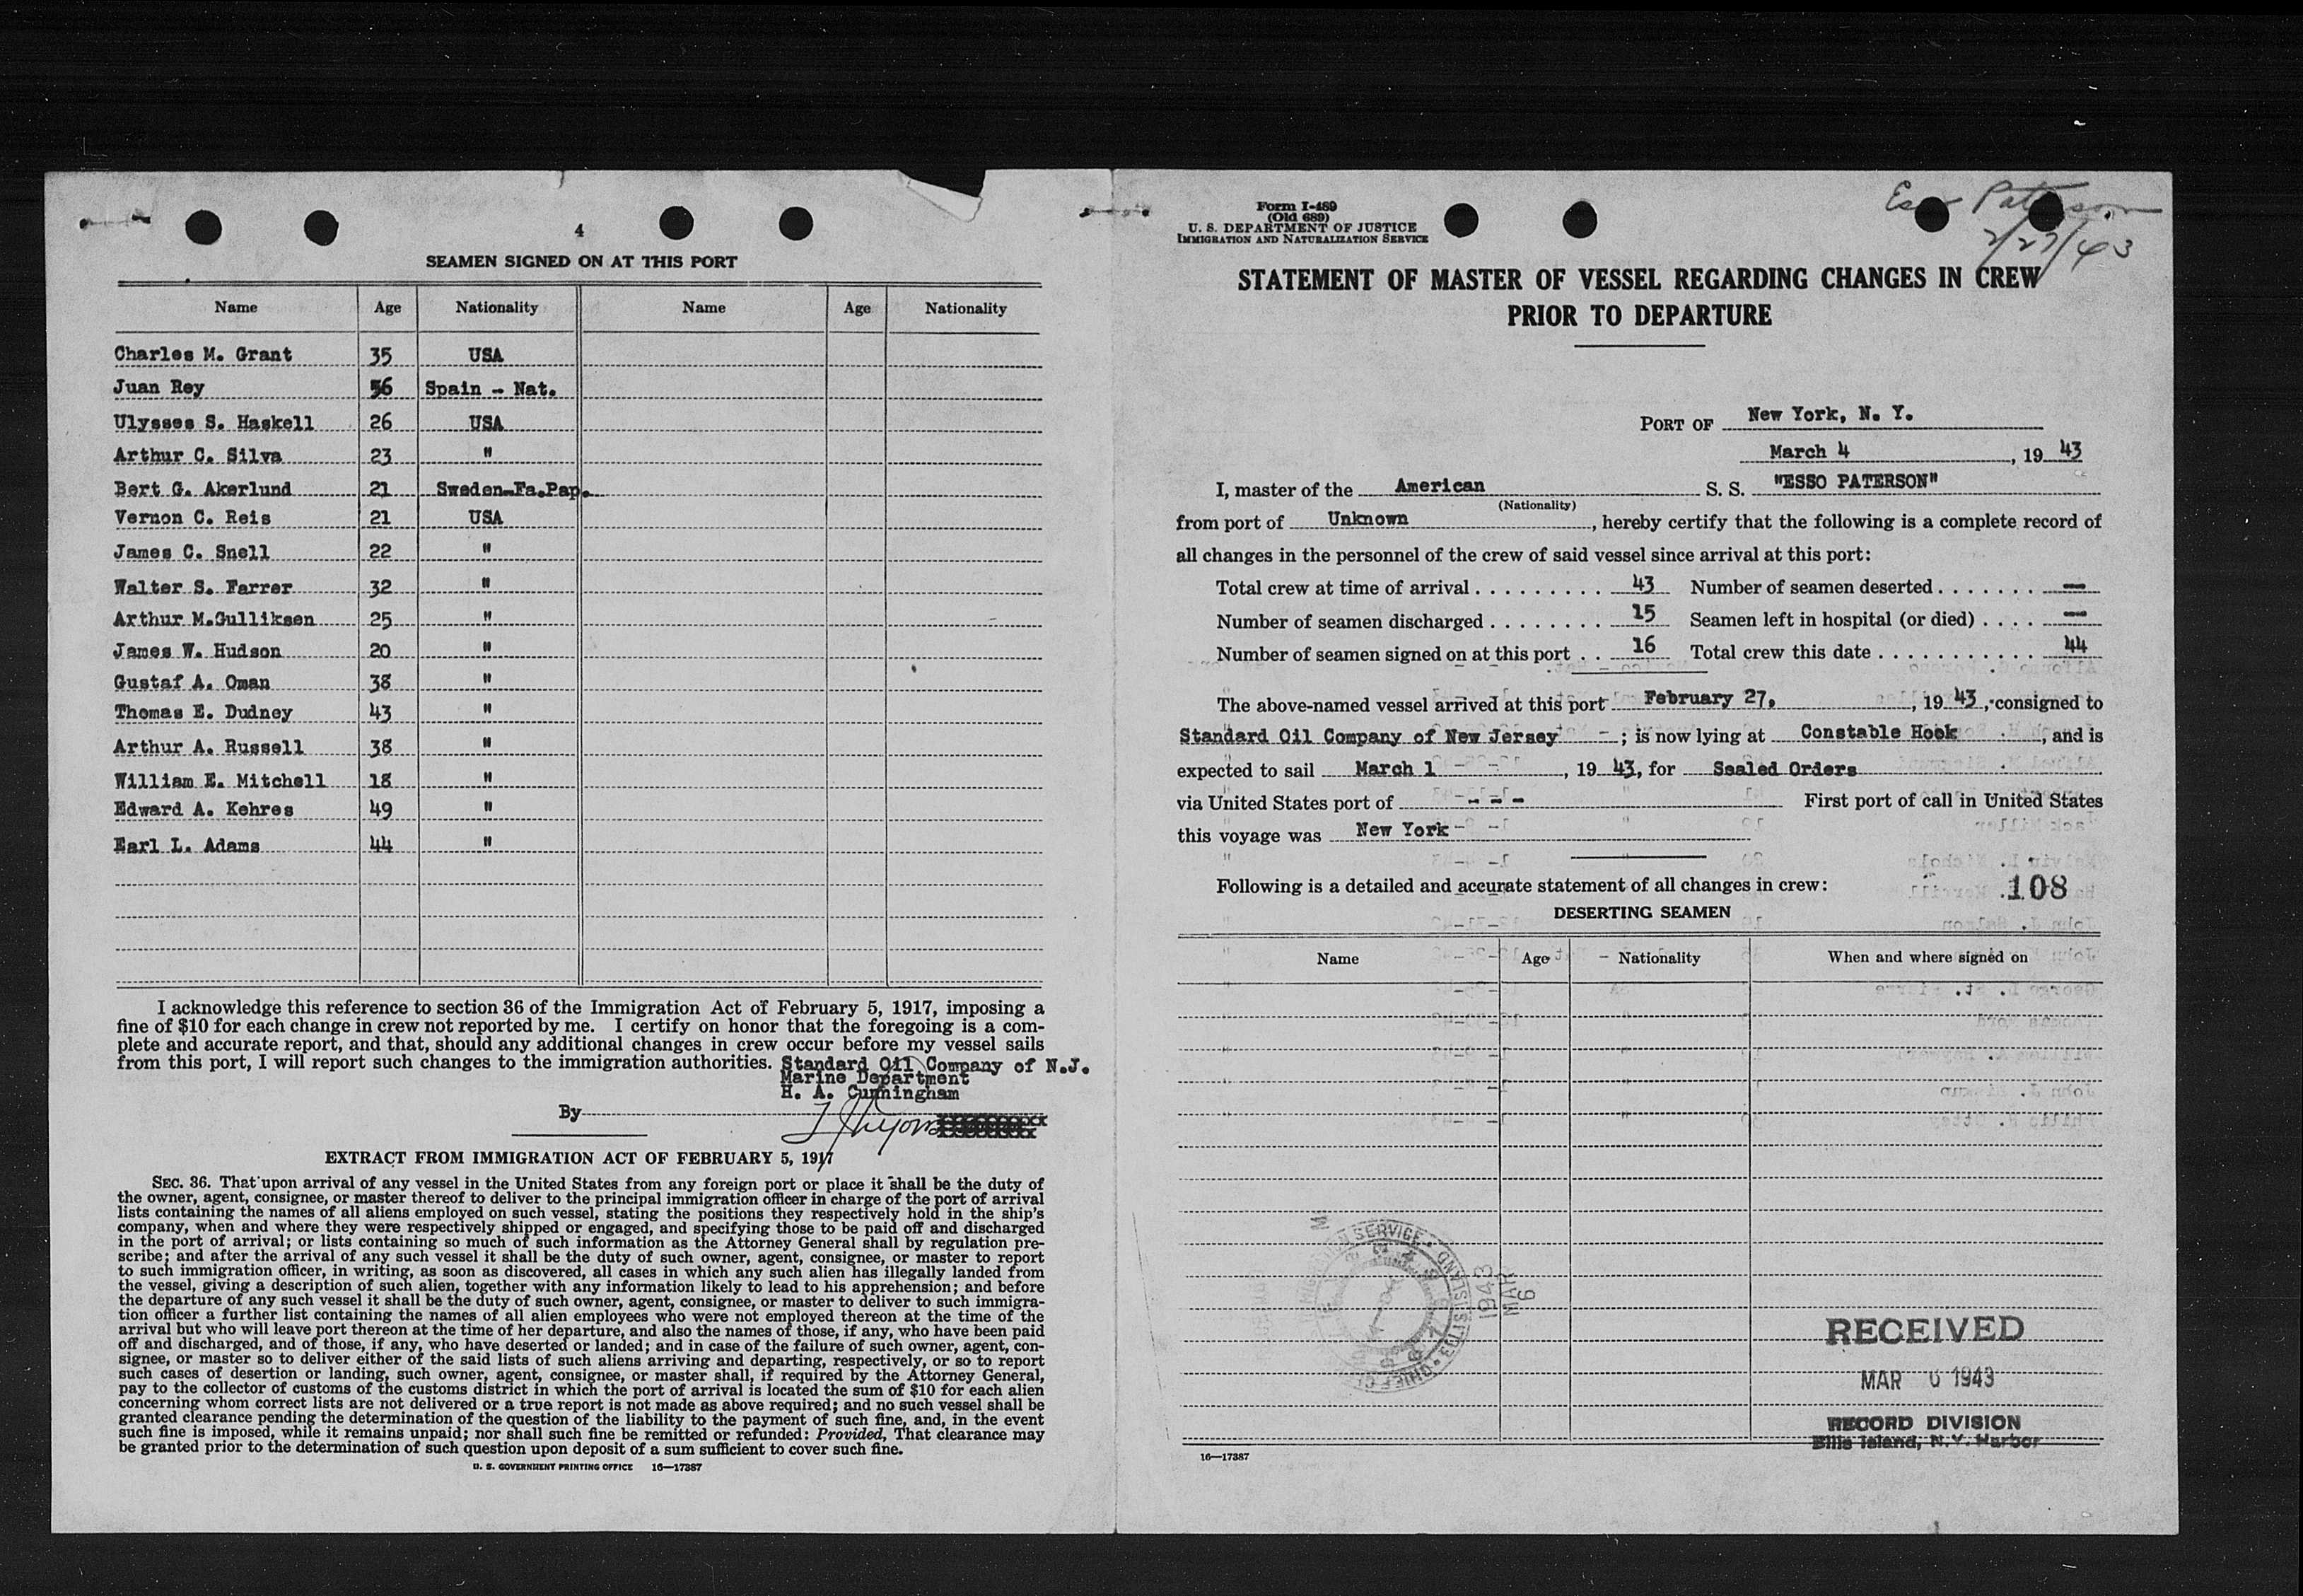 4
SEAMEN SIGNED ON AT THIS PORT
Name Age Nationality Name Age Nationality
Charles M. Grant 35 USA
Juan Rey 56 Spain - Nat.
Ulysses S. Haskell 26 USA
Arthur C. Silva 23 "
Bert G. Akerlund 21 Sweden-Fa.Pap.
Vernon C. Reis 21 USA
James C. Snell 22 "
Walter S. Farrer 32 "
Arthur M.Gulliksen 25 "
James W. Hudson 20 "
Gustaf A. Oman 38 "
Thomas E. Dudney 43 "
Arthur A. Russell 38 "
William E. Mitchell 18 "
Edward A. Kehres 49 "
Earl L. Adams 44 "
I acknowledge this reference to section 36 of the Immigration Act of February 5, 1917, imposing a
fine of $10 for each change in crew not reported by me. I certify on honor that the foregoing is a com-
plete and accurate report, and that, should any additional changes in crew occur before my vessel sails
from this port, I will report such changes to the immigration authorities. Standard Oil Company of N.J.
Marine Department
H. A. Cunningham
By
EXTRACT FROM IMMIGRATION ACT OF FEBRUARY 5, 1917
SEC. 36. That upon arrival of any vessel in the United States from any foreign port or place it shall be the duty of
the owner, agent, consignee, or master thereof to deliver to the principal immigration officer in charge of the port of arrival
lists containing the names of all aliens employed on such vessel, stating the positions they respectively hold in the ship's
company, when and where they were respectively shipped or engaged, and specifying those to be paid off and discharged
in the port of arrival; or lists containing so much of such information as the Attorney General shall by regulation pre-
scribe; and after the arrival of any such vessel it shall be the duty of such owner, agent, consignee, or master to report
to such immigration officer, in writing, as soon as discovered, all cases in which any such alien has illegally landed from
the vessel, giving a description of such alien, together with any information likely to lead to his apprehension; and before
the departure of any such vessel it shall be the duty of such owner, agent, consignee, or master to deliver to such immigra-
tion officer a further list containing the names of all alien employees who were not employed thereon at the time of the
arrival but who will leave port thereon at the time of her departure, and also the names of those, if any, who have been paid
off and discharged, and of those, if any, who have deserted or landed; and in case of the failure of such owner, agent, con-
signee, or master so to deliver either of the said lists of such aliens arriving and departing, respectively, or so to report
such cases of desertion or landing, such owner, agent, consignee, or master shall, if required by the Attorney General,
pay to the collector of customs of the customs district in which the port of arrival is located the sum of $10 for each alien
concerning whom correct lists are not delivered or a true report is not made as above required; and no such vessel shall be
granted clearance pending the determination of the question of the liability to the payment of such fine, and, in the event
such fine is imposed, while it remains unpaid; nor shall such fine be remitted or refunded: Provided, That clearance may
be granted prior to the determination of such question upon deposit of a sum sufficient to cover such fine.
U. S. GOVERNMENT PRINTING OFFICE 16—17387
Form I-489
(Old 689)
U. S. DEPARTMENT OF JUSTICE
IMMIGRATION AND NATURALIZATION SERVICE
Esso Paterson
2/27/43
STATEMENT OF MASTER OF VESSEL REGARDING CHANGES IN CREW
PRIOR TO DEPARTURE
PORT OF New York, N. Y.
March 4, 1943
I, master of the American S. S. "ESSO PATERSON"
(Nationality)
from port of Unknown, hereby certify that the following is a complete record of
all changes in the personnel of the crew of said vessel since arrival at this port:
Total crew at time of arrival . . . . . . . . . 43 Number of seamen deserted . . . . . . . —
Number of seamen discharged . . . . . . . . 15 Seamen left in hospital (or died) . . . . —
Number of seamen signed on at this port . . 16 Total crew this date . . . . . . . . . . . 44
The above-named vessel arrived at this port February 27, , 1943, consigned to
Standard Oil Company of New Jersey ; is now lying at Constable Hook , and is
expected to sail March 1 , 1943, for Sealed Orders
via United States port of - - - First port of call in United States
this voyage was New York
Following is a detailed and accurate statement of all changes in crew:
108
DESERTING SEAMEN
Name Age Nationality When and where signed on
SERVICE
1943
MAR
6
RECEIVED
MAR 6 1943
RECORD DIVISION
Ellis Island, N.Y. Harbor
16—17387